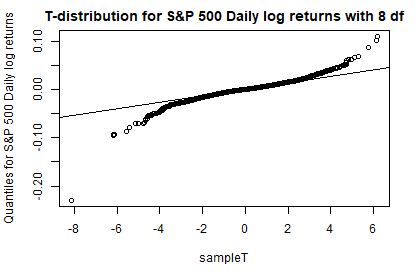 T-distribution for S&P 500 Daily log returns with 8 df
Quantiles for S&P 500 Daily log returns
0.10
0.00
-0.10
-0.20
-8 -6 -4 -2 0 2 4 6
sampleT